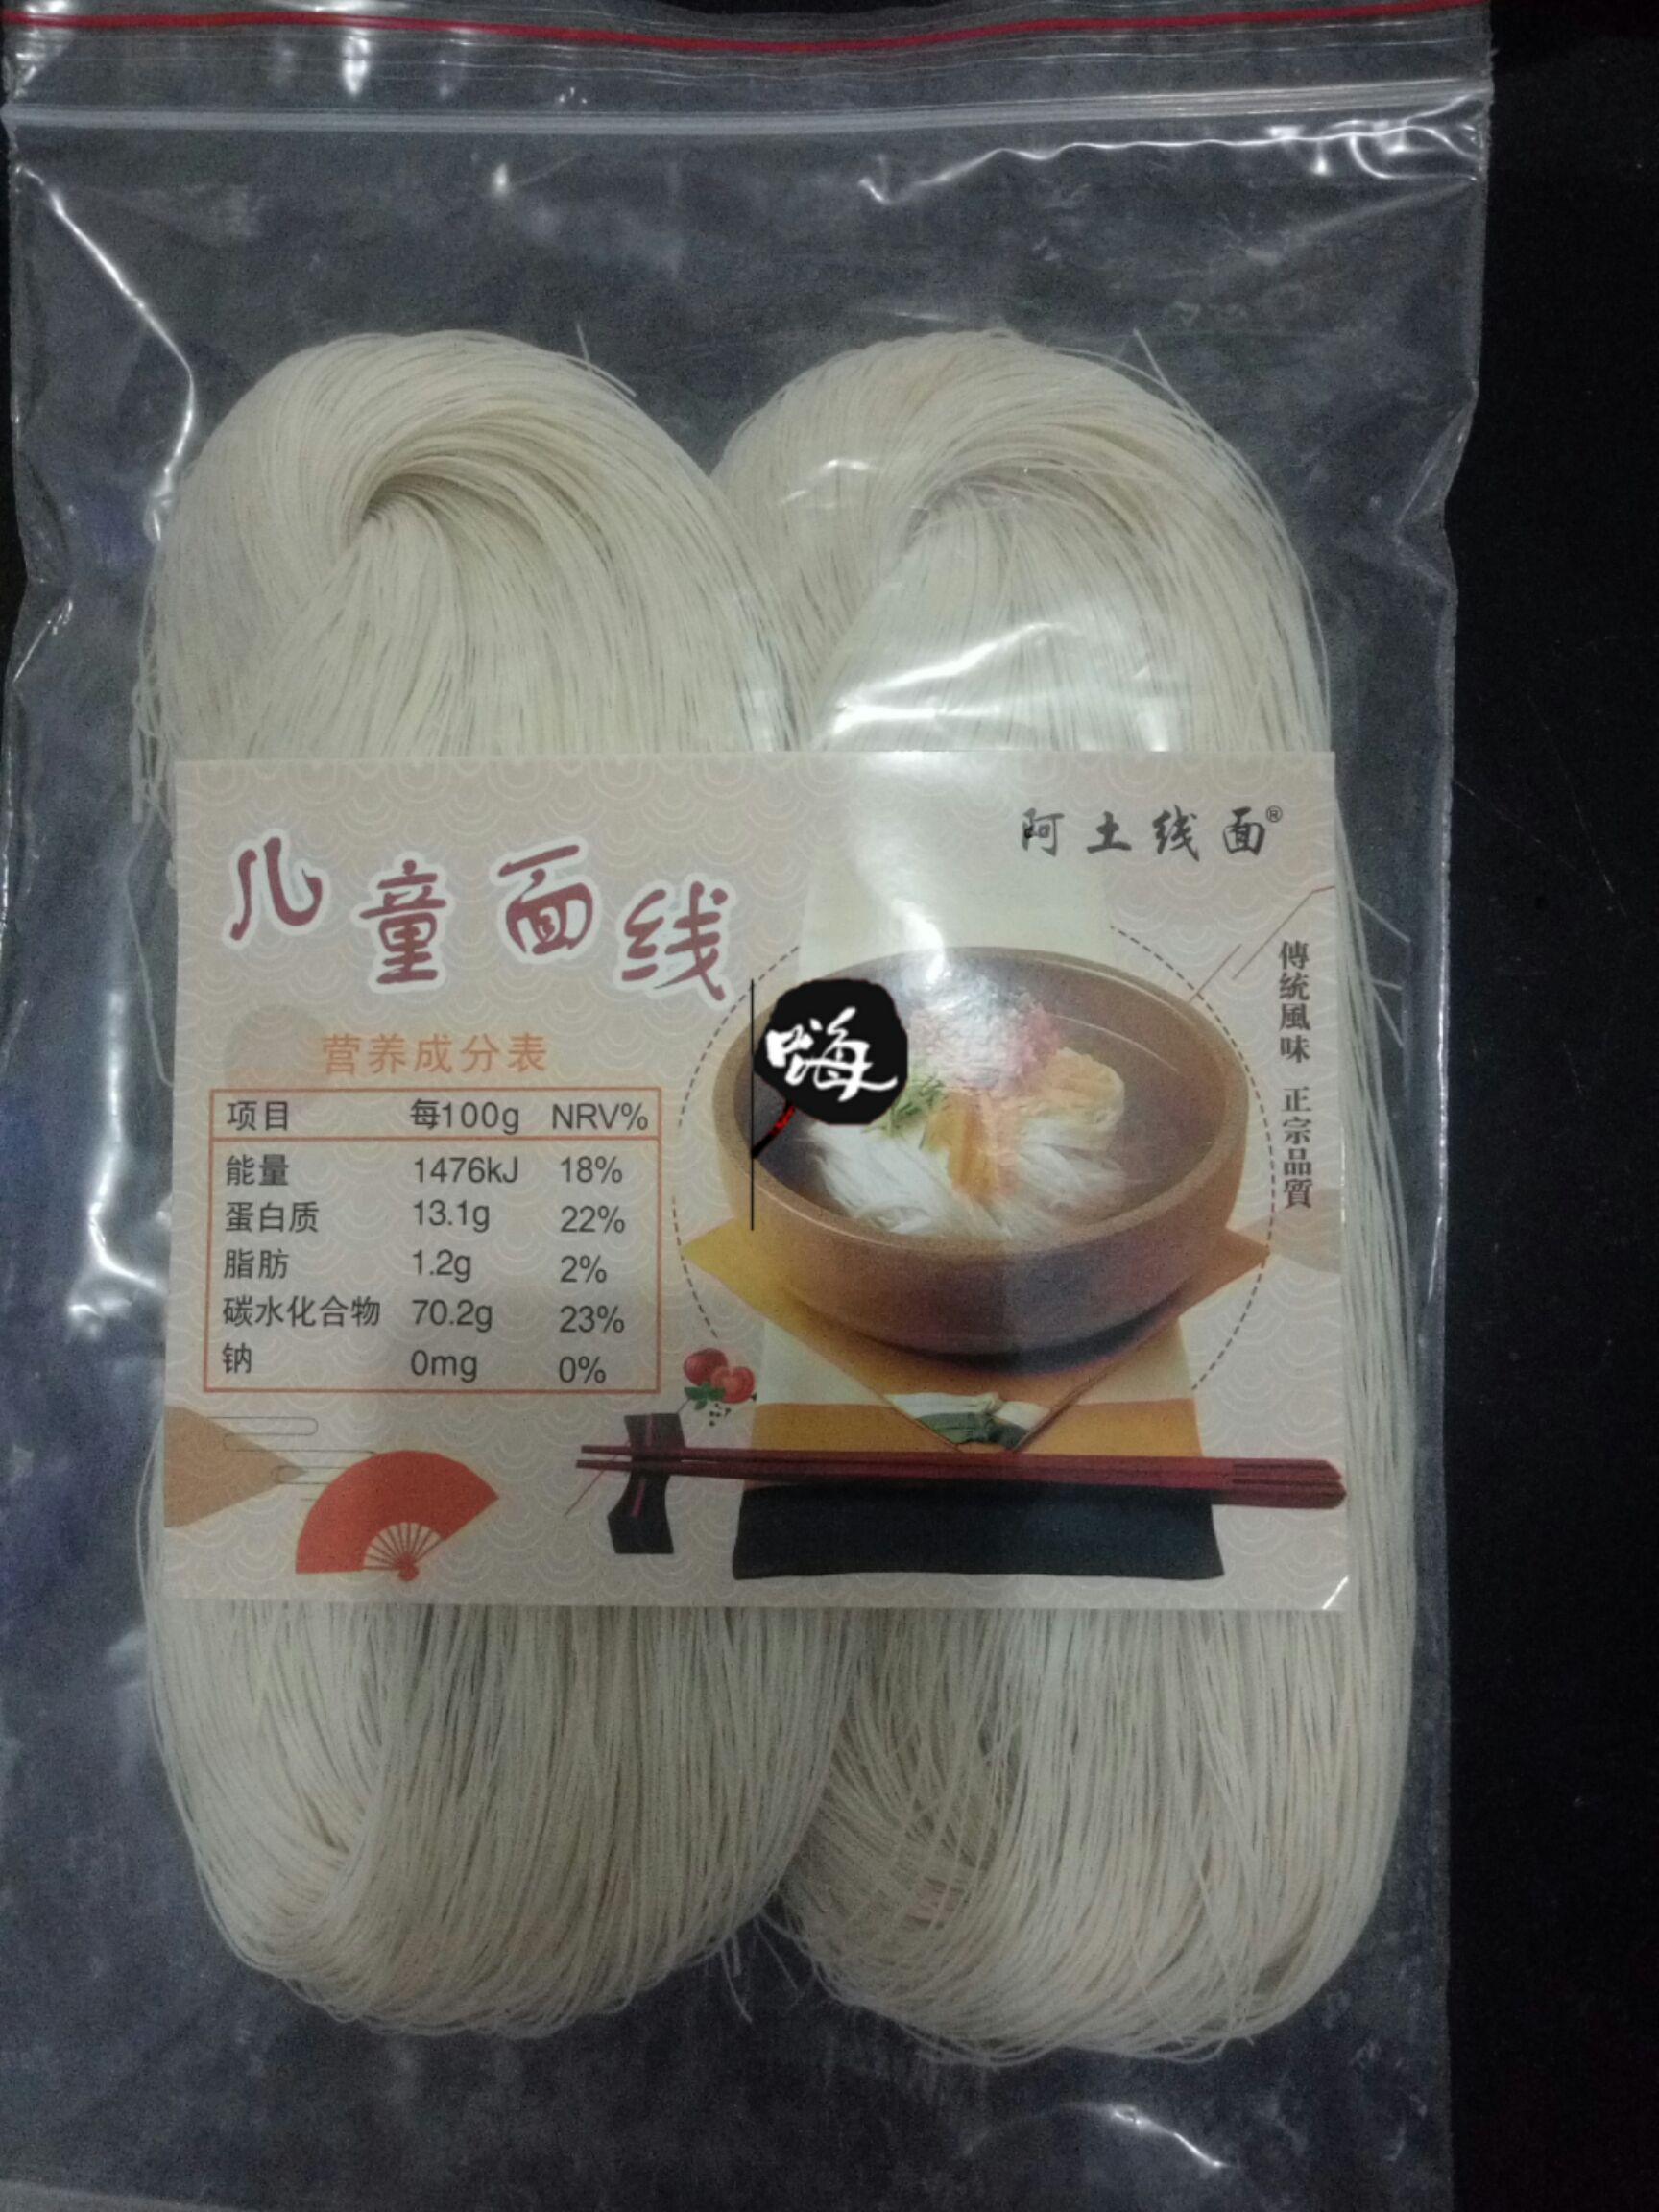 阿土线面®
儿童面线
傳統風味 正宗品質
嗨
营养成分表
项目 每100g NRV%
能量 1476kJ 18%
蛋白质 13.1g 22%
脂肪 1.2g 2%
碳水化合物 70.2g 23%
钠 0mg 0%